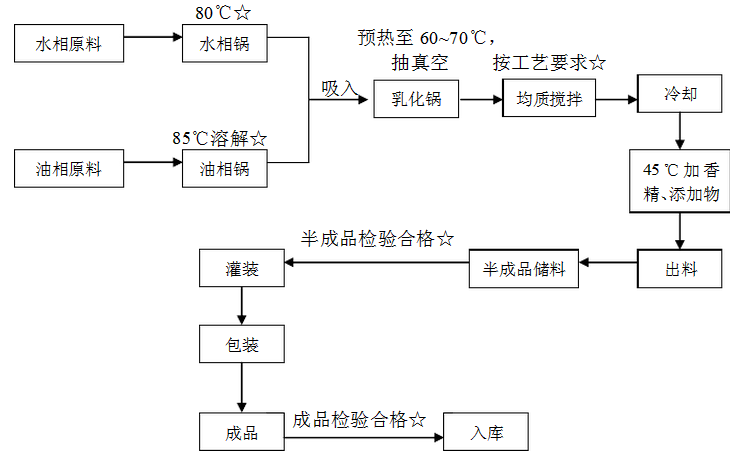 80℃☆
水相原料
水相锅
预热至 60~70℃，
抽真空
按工艺要求☆
吸入
乳化锅
均质搅拌
冷却
85℃溶解☆
油相原料
油相锅
45℃加香
精、添加物
半成品检验合格☆
灌装
半成品储料
出料
包装
成品检验合格☆
成品
入库